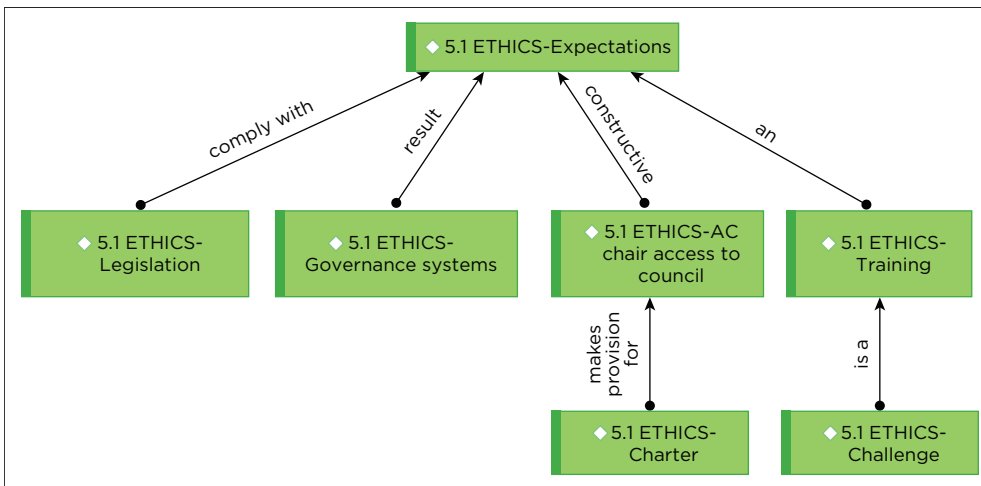 5.1 ETHICS-Expectations
comply with
result
constructive
an
5.1 ETHICS-
Legislation
5.1 ETHICS-
Governance systems
5.1 ETHICS-AC
chair access to
council
5.1 ETHICS-
Training
makes
provision
for
is a
5.1 ETHICS-
Charter
5.1 ETHICS-
Challenge